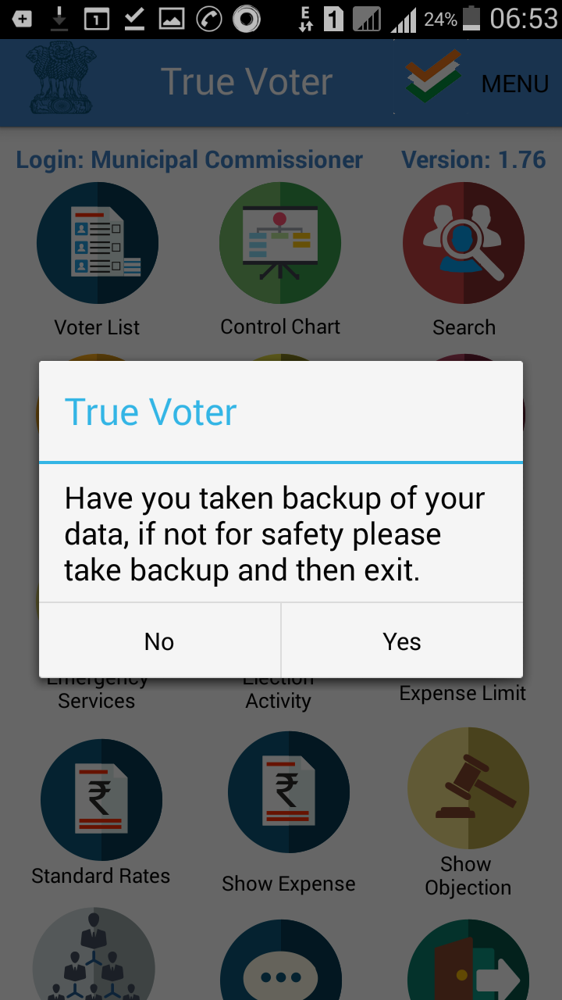 1
E
1
24%
06:53
True Voter
MENU
Login: Municipal Commissioner
Version: 1.76
Voter List
Control Chart
Search
True Voter
Have you taken backup of your
data, if not for safety please
take backup and then exit.
No
Yes
Emergency
Services
Election
Activity
Expense Limit
Standard Rates
Show Expense
Show
Objection